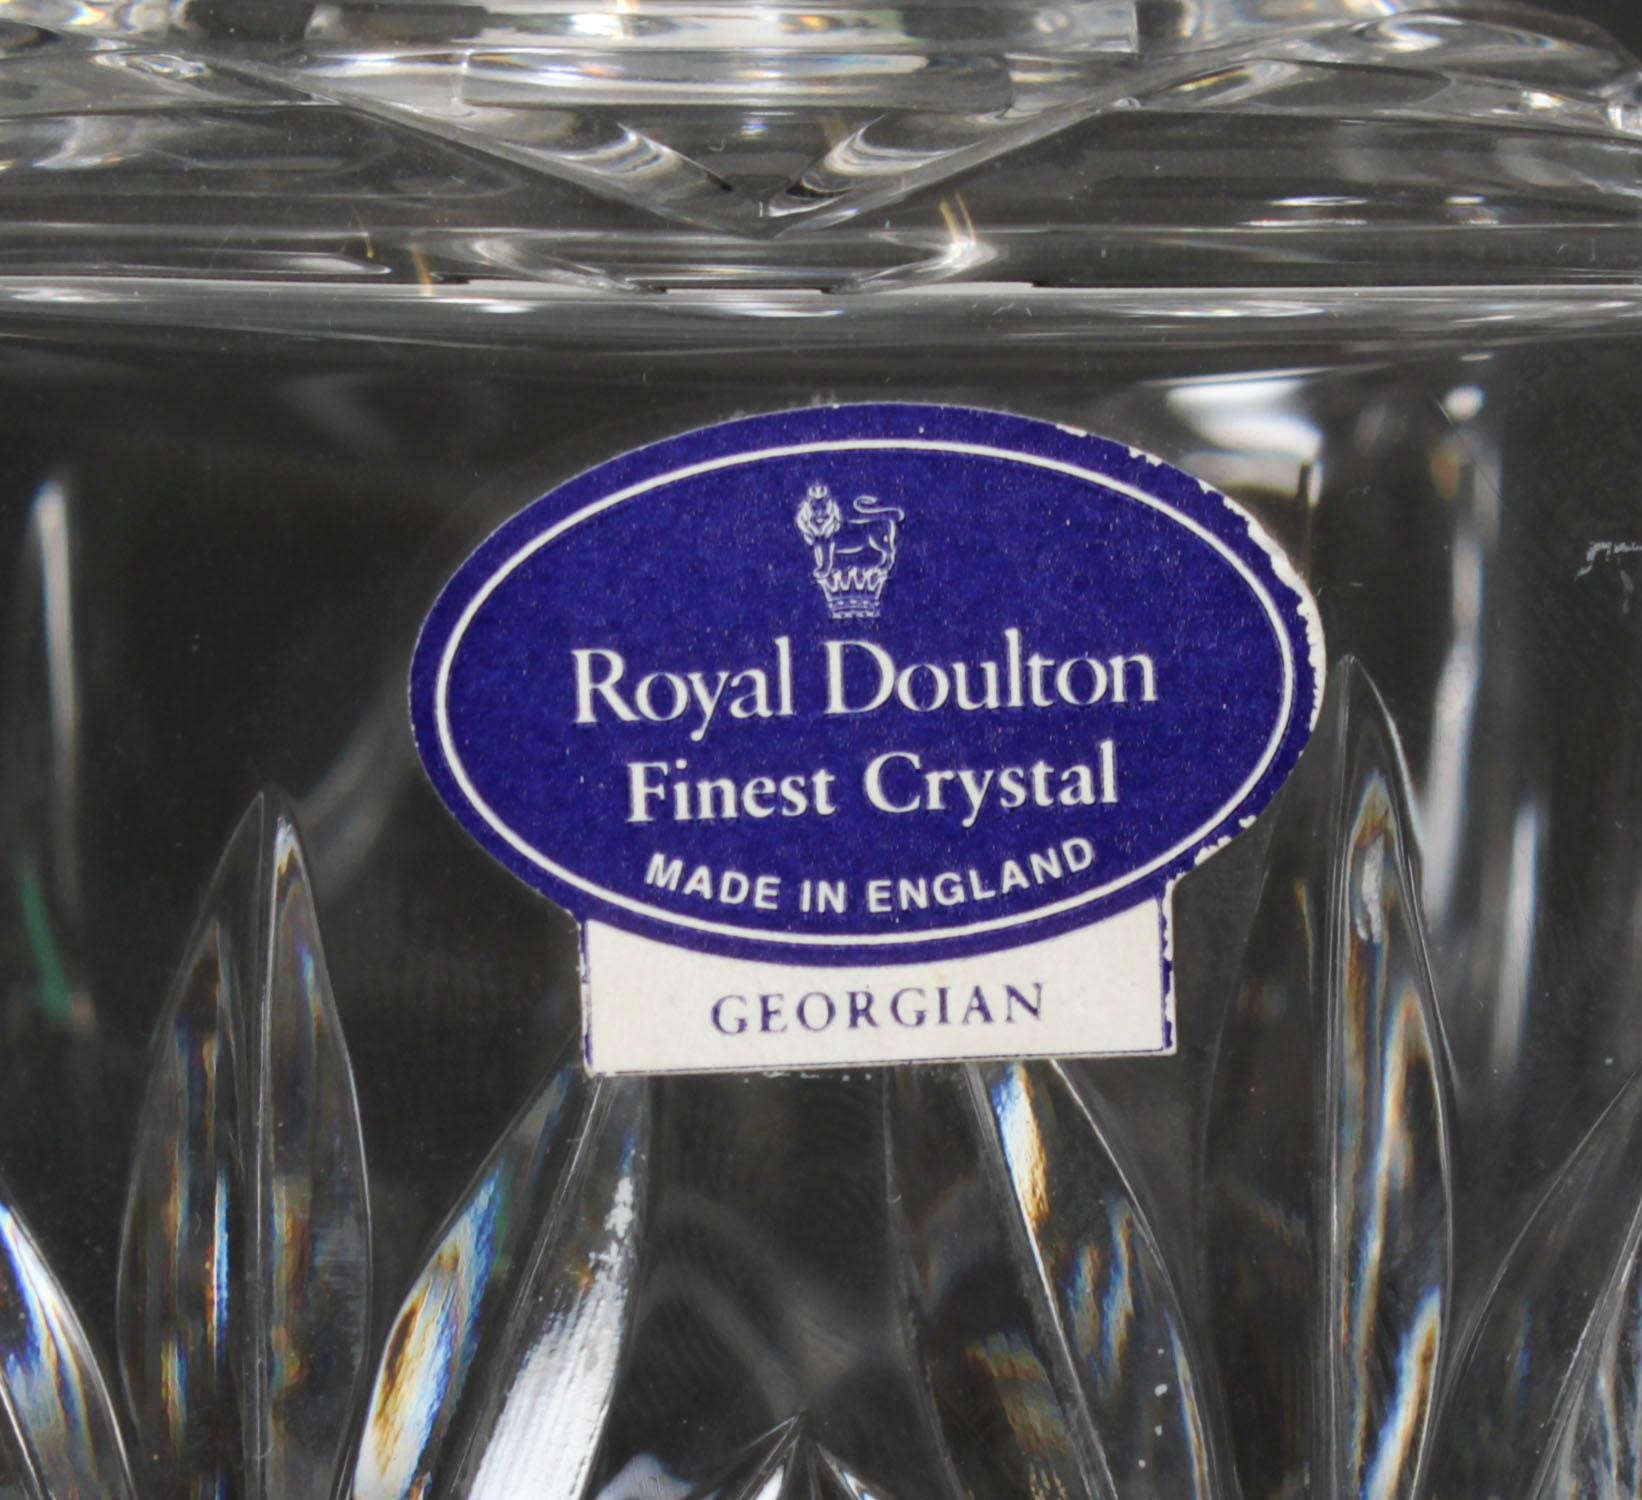 Royal Doulton
Finest Crystal
MADE IN ENGLAND
GEORGIAN